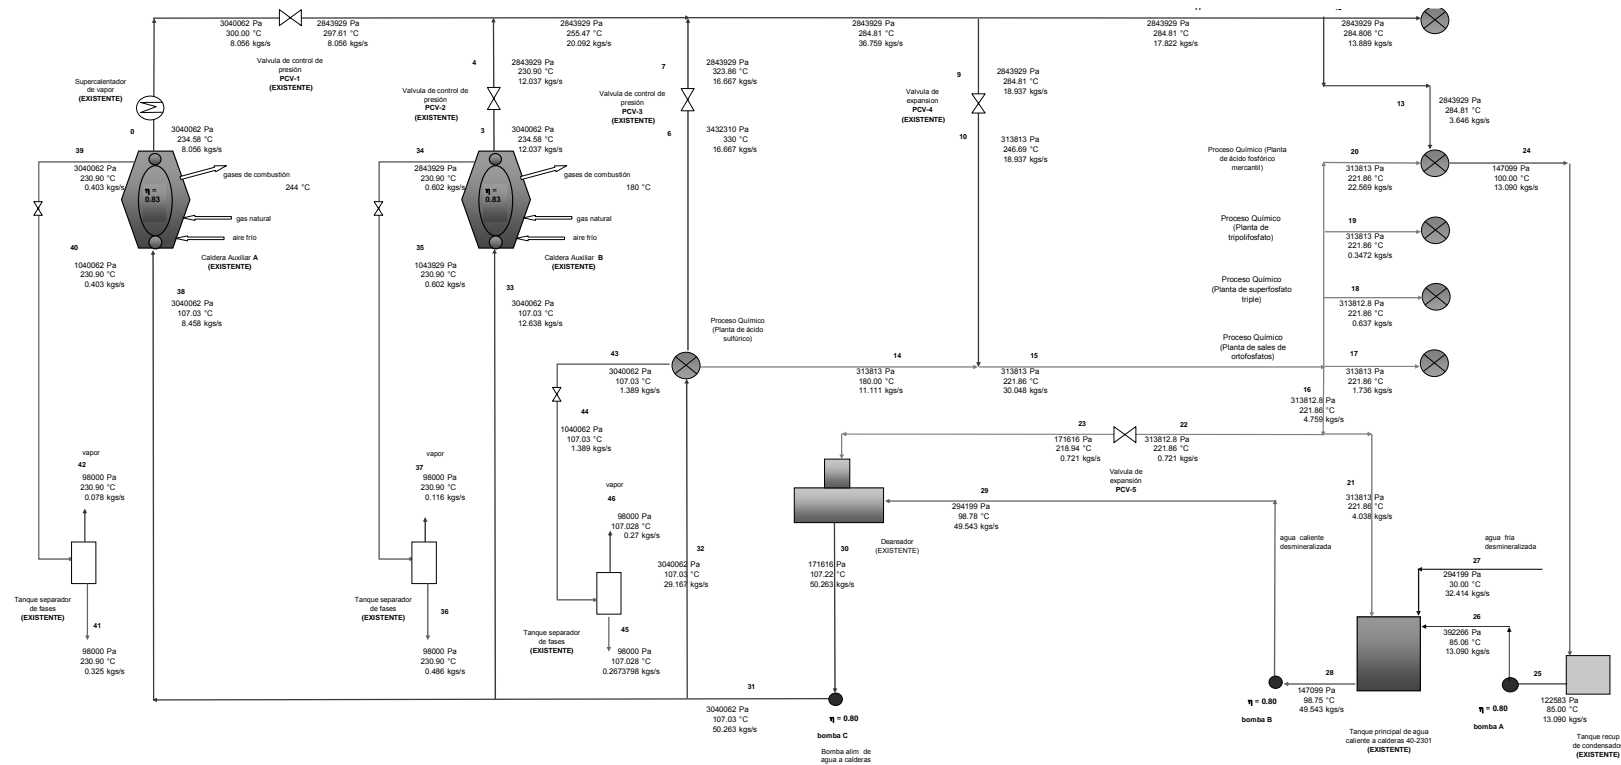 3040062 Pa
300.00 °C
8.056 kgs/s
2843929 Pa
297.61 °C
8.056 kgs/s
2843929 Pa
255.47 °C
20.092 kgs/s
2843929 Pa
284.81 °C
36.759 kgs/s
2843929 Pa
284.81 °C
17.822 kgs/s
2843929 Pa
284.806 °C
13.889 kgs/s
Valvula de control de
presión
PCV-1
(EXISTENTE)
Supercalentador
de vapor
(EXISTENTE)
4
2843929 Pa
230.90 °C
12.037 kgs/s
Valvula de control de
presión
PCV-2
(EXISTENTE)
7
2843929 Pa
323.86 °C
16.667 kgs/s
Valvula de control de
presión
PCV-3
(EXISTENTE)
9
2843929 Pa
284.81 °C
18.937 kgs/s
Valvula de
expansion
PCV-4
(EXISTENTE)
13
2843929 Pa
284.81 °C
3.646 kgs/s
0
3040062 Pa
234.58 °C
8.056 kgs/s
3
3040062 Pa
234.58 °C
12.037 kgs/s
6
3432310 Pa
330 °C
16.667 kgs/s
10
313813 Pa
246.69 °C
18.937 kgs/s
39
3040062 Pa
230.90 °C
0.403 kgs/s
η =
0.83
gases de combustión
244 °C
gas natural
aire frío
Caldera Auxiliar A
(EXISTENTE)
34
2843929 Pa
230.90 °C
0.602 kgs/s
η =
0.83
gases de combustión
180 °C
gas natural
aire frío
Caldera Auxiliar B
(EXISTENTE)
Proceso Químico (Planta
de ácido fosfórico
mercantil)
20
313813 Pa
221.86 °C
22.569 kgs/s
24
147099 Pa
100.00 °C
13.090 kgs/s
Proceso Químico
(Planta de
tripolifosfato)
19
313813 Pa
221.86 °C
0.3472 kgs/s
Proceso Químico
(Planta de superfosfato
triple)
18
313812.8 Pa
221.86 °C
0.637 kgs/s
Proceso Químico
(Planta de sales de
ortofosfatos)
17
313813 Pa
221.86 °C
1.736 kgs/s
40
1040062 Pa
230.90 °C
0.403 kgs/s
38
3040062 Pa
107.03 °C
8.458 kgs/s
35
1043929 Pa
230.90 °C
0.602 kgs/s
33
3040062 Pa
107.03 °C
12.638 kgs/s
Proceso Químico
(Planta de ácido
sulfúrico)
43
3040062 Pa
107.03 °C
1.389 kgs/s
14
313813 Pa
180.00 °C
11.111 kgs/s
15
313813 Pa
221.86 °C
30.048 kgs/s
16
313812.8 Pa
221.86 °C
4.759 kgs/s
44
1040062 Pa
107.03 °C
1.389 kgs/s
23
171616 Pa
218.94 °C
0.721 kgs/s
22
313812.8 Pa
221.86 °C
0.721 kgs/s
Valvula de
expansión
PCV-5
vapor
42
98000 Pa
230.90 °C
0.078 kgs/s
vapor
37
98000 Pa
230.90 °C
0.116 kgs/s
vapor
46
98000 Pa
107.028 °C
0.27 kgs/s
29
294199 Pa
98.78 °C
49.543 kgs/s
21
313813 Pa
221.86 °C
4.038 kgs/s
Deareador
(EXISTENTE)
agua caliente
desmineralizada
agua fria
desmineralizada
27
294199 Pa
30.00 °C
32.414 kgs/s
32
3040062 Pa
107.03 °C
29.167 kgs/s
30
171616 Pa
107.22 °C
50.263 kgs/s
Tanque separador
de fases
(EXISTENTE)
41
98000 Pa
230.90 °C
0.325 kgs/s
Tanque separador
de fases
(EXISTENTE)
36
98000 Pa
230.90 °C
0.486 kgs/s
Tanque separador
de fases
(EXISTENTE)
45
98000 Pa
107.028 °C
0.2673798 kgs/s
26
392266 Pa
85.06 °C
13.090 kgs/s
31
3040062 Pa
107.03 °C
50.263 kgs/s
η = 0.80
bomba C
Bomba alim de
agua a calderas
η = 0.80
bomba B
28
147099 Pa
98.75 °C
49.543 kgs/s
Tanque principal de agua
caliente a calderas 40-2301
(EXISTENTE)
η = 0.80
bomba A
25
122583 Pa
85.00 °C
13.090 kgs/s
Tanque recup
de condensado
(EXISTENTE)